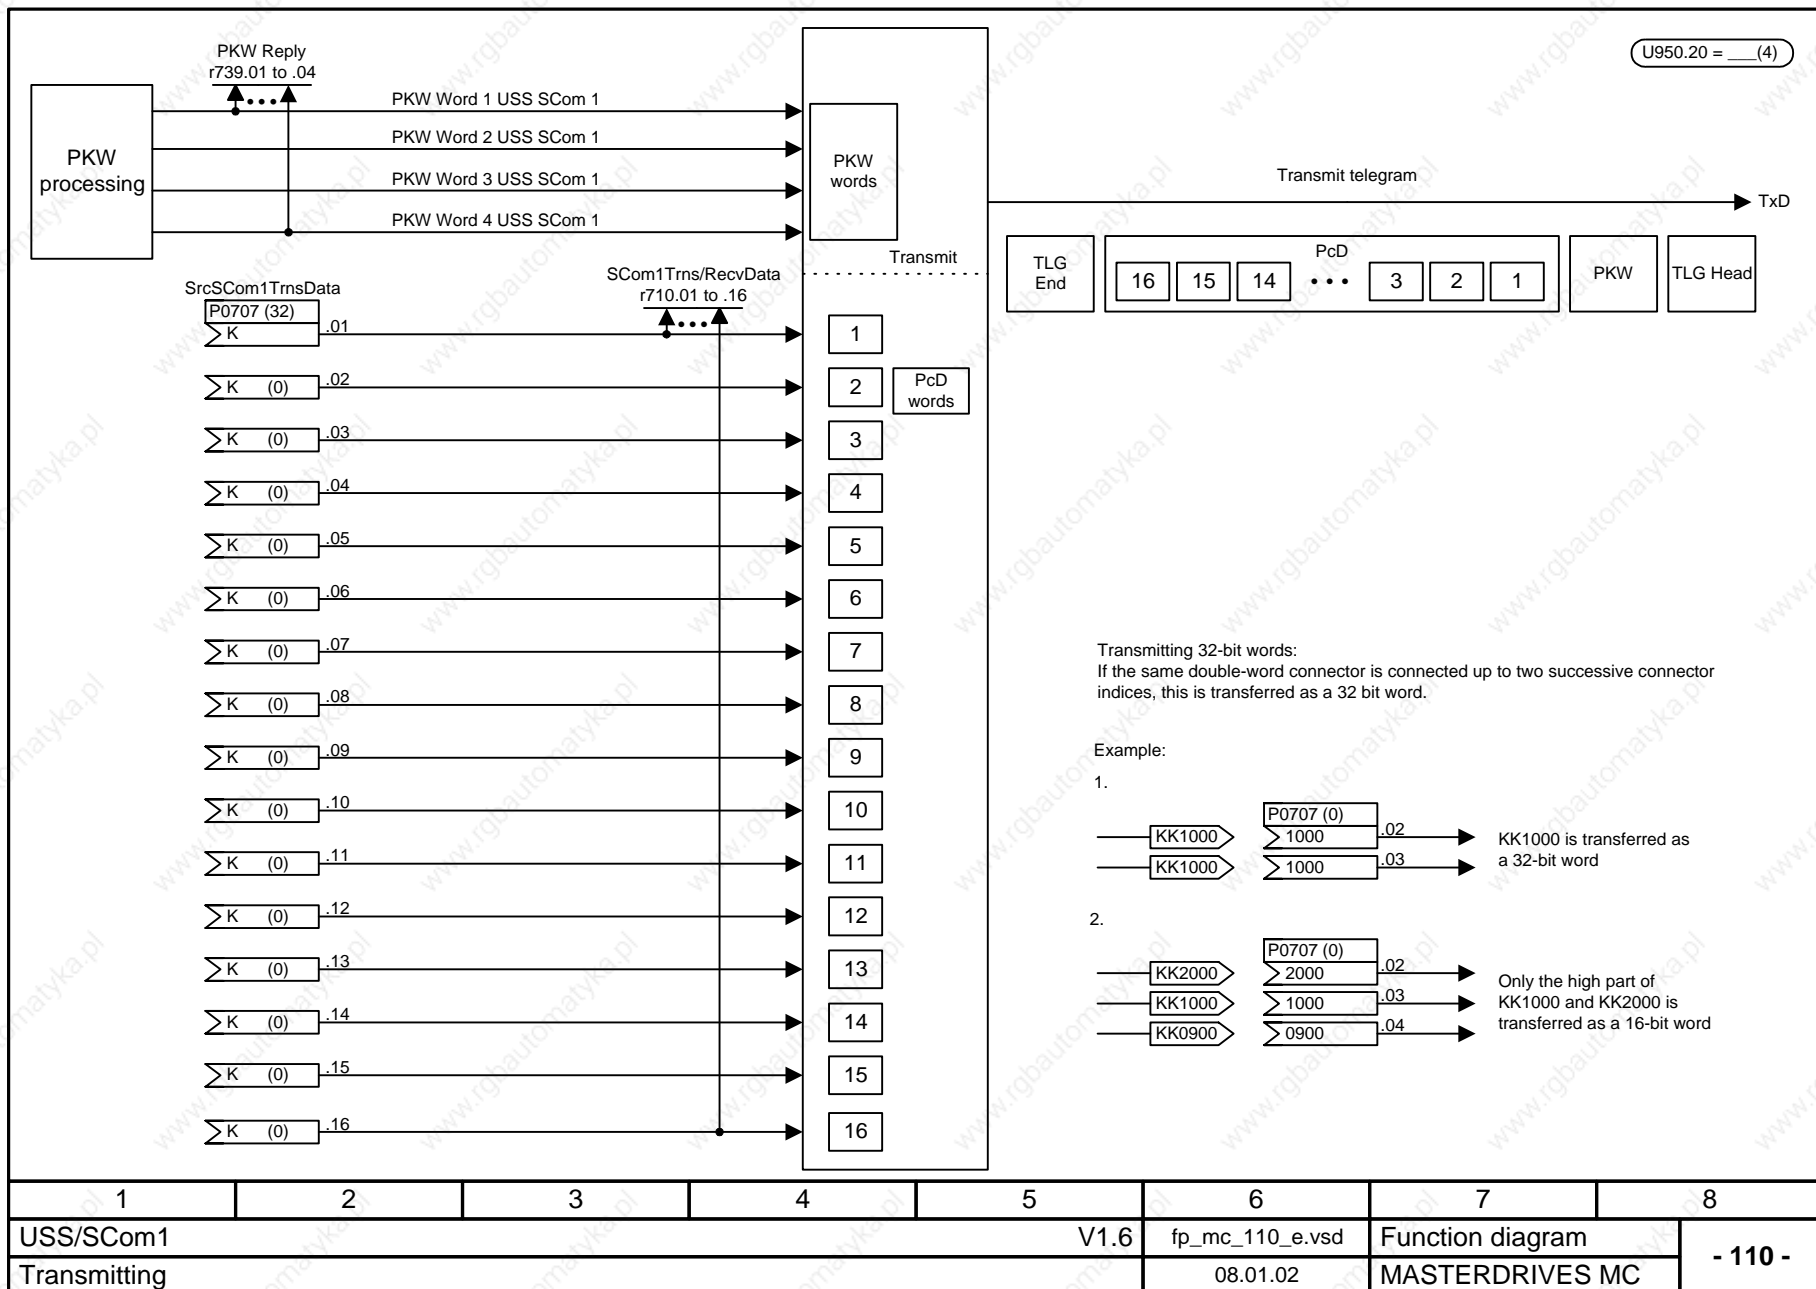 U950.20 = ___(4)
PKW Reply
r739.01 to .04
PKW
processing
PKW Word 1 USS SCom 1
PKW Word 2 USS SCom 1
PKW Word 3 USS SCom 1
PKW Word 4 USS SCom 1
PKW
words
Transmit
Transmit telegram
TxD
TLG
End
PcD
16 15 14 • • • 3 2 1
PKW
TLG Head
SrcSCom1TrnsData
P0707 (32)
SCom1Trns/RecvData
r710.01 to .16
K .01 1
K (0) .02 2
PcD
words
K (0) .03 3
K (0) .04 4
K (0) .05 5
K (0) .06 6
K (0) .07 7
K (0) .08 8
K (0) .09 9
K (0) .10 10
K (0) .11 11
K (0) .12 12
K (0) .13 13
K (0) .14 14
K (0) .15 15
K (0) .16 16
Transmitting 32-bit words:
If the same double-word connector is connected up to two successive connector
indices, this is transferred as a 32 bit word.
Example:
1.
P0707 (0)
KK1000 1000 .02
KK1000 1000 .03
KK1000 is transferred as
a 32-bit word
2.
P0707 (0)
KK2000 2000 .02
KK1000 1000 .03
KK0900 0900 .04
Only the high part of
KK1000 and KK2000 is
transferred as a 16-bit word
1 2 3 4 5 6 7 8
USS/SCom1 V1.6 fp_mc_110_e.vsd Function diagram
- 110 -
Transmitting 08.01.02 MASTERDRIVES MC
www.rgbautomatyka.pl